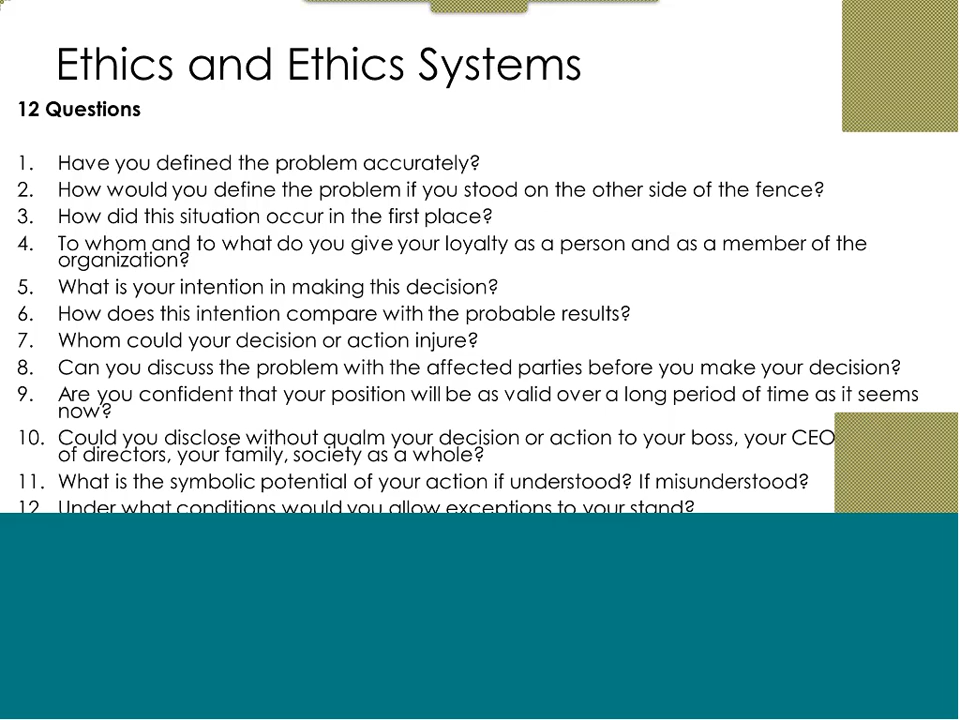 Ethics and Ethics Systems
12 Questions
1. Have you defined the problem accurately?
2. How would you define the problem if you stood on the other side of the fence?
3. How did this situation occur in the first place?
4. To whom and to what do you give your loyalty as a person and as a member of the
organization?
5. What is your intention in making this decision?
6. How does this intention compare with the probable results?
7. Whom could your decision or action injure?
8. Can you discuss the problem with the affected parties before you make your decision?
9. Are you confident that your position will be as valid over a long period of time as it seems
now?
10. Could you disclose without qualm your decision or action to your boss, your CEO
of directors, your family, society as a whole?
11. What is the symbolic potential of your action if understood? If misunderstood?
12. Under what conditions would you allow exceptions to your stand?